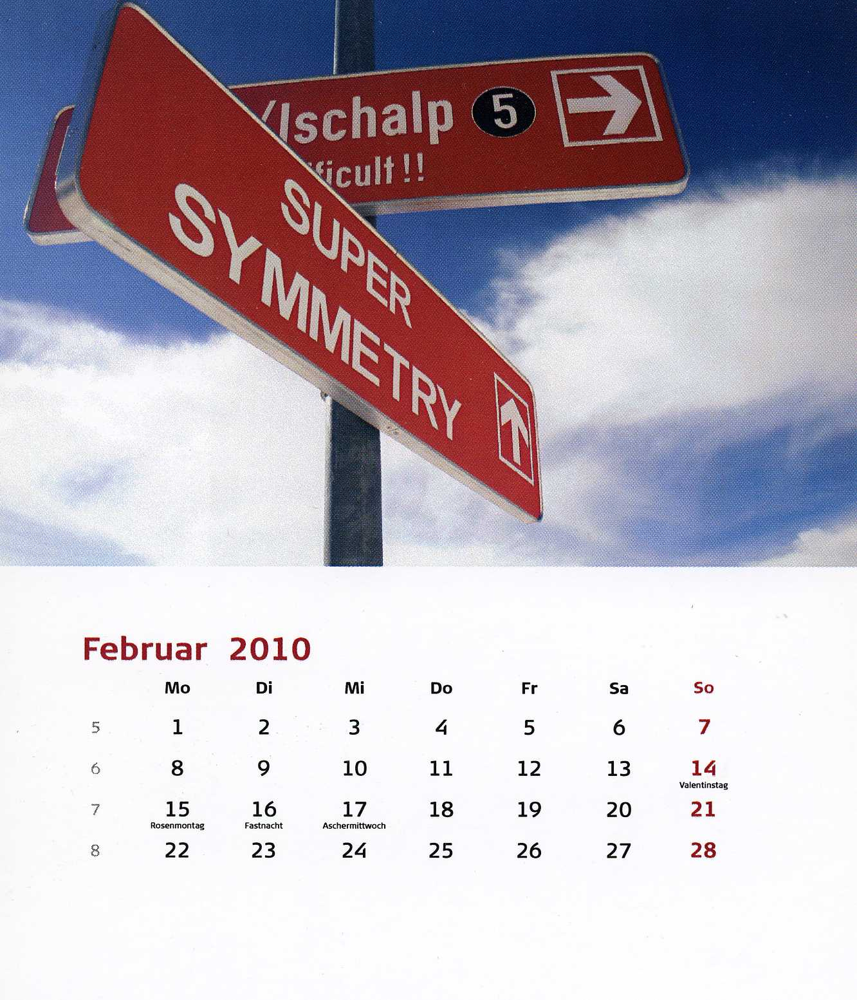 /Ischalp 5
ficult!!
SUPER
SYMMETRY
Februar 2010
Mo Di Mi Do Fr Sa So
5 1 2 3 4 5 6 7
6 8 9 10 11 12 13 14
Valentinstag
7 15 16 17 18 19 20 21
Rosenmontag Fastnacht Aschermittwoch
8 22 23 24 25 26 27 28